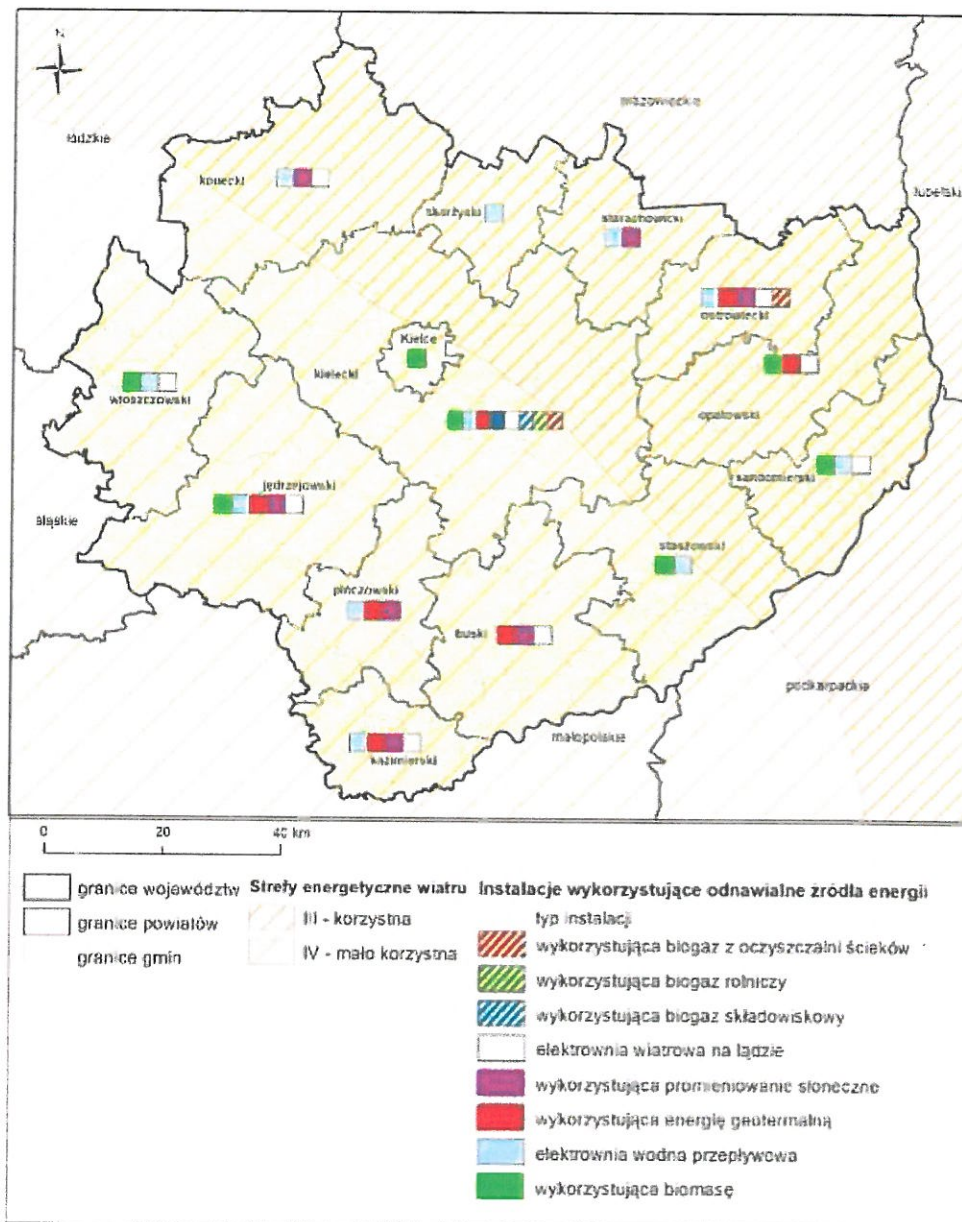 N
mazowieckie
łódzkie
lubelskie
konecki
skarżyski
starachowicki
ostrowiecki
Kielce
kielecki
włoszczowski
opatowski
sandomierski
jędrzejowski
śląskie
staszowski
pińczowski
buski
podkarpackie
małopolskie
kazimierski
0 20 40 km
granice województw
granice powiatów
granice gmin
Strefy energetyczne wiatru
III - korzystna
IV - mało korzystna
Instalacje wykorzystujące odnawialne źródła energii
typ instalacji
wykorzystująca biogaz z oczyszczalni ścieków
wykorzystująca biogaz rolniczy
wykorzystująca biogaz składowiskowy
elektrownia wiatrowa na lądzie
wykorzystująca promieniowanie słoneczne
wykorzystująca energię geotermalną
elektrownia wodna przepływowa
wykorzystująca biomasę